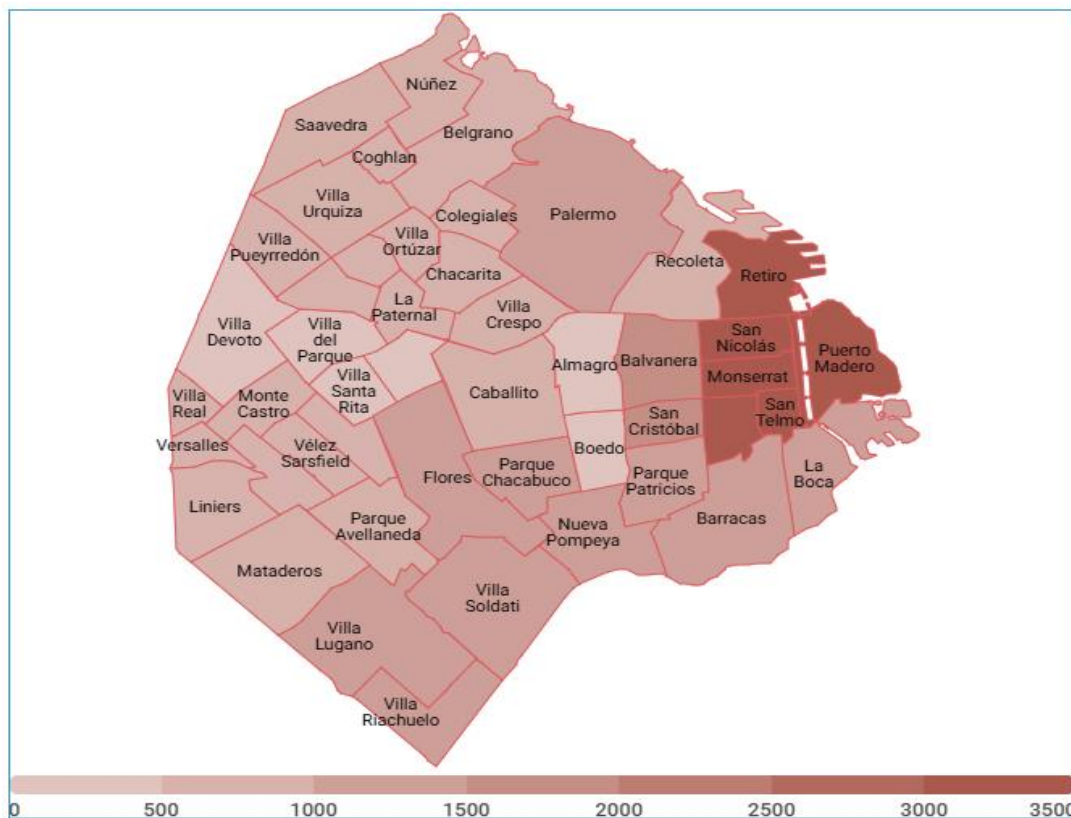 Núñez
Saavedra
Belgrano
Coghlan
Villa
Urquiza
Colegiales
Palermo
Villa
Ortúzar
Villa
Pueyrredón
Chacarita
Recoleta
Retiro
La
Paternal
Villa
Crespo
Villa
Devoto
Villa
del
Parque
San
Nicolás
Puerto
Madero
Almagro
Balvanera
Monserrat
Villa
Santa
Rita
Caballito
Villa
Real
Monte
Castro
San
Telmo
San
Cristóbal
Versalles
Vélez
Sarsfield
Boedo
Flores
Parque
Chacabuco
Parque
Patricios
La
Boca
Liniers
Parque
Avellaneda
Nueva
Pompeya
Barracas
Mataderos
Villa
Soldati
Villa
Lugano
Villa
Riachuelo
0 500 1000 1500 2000 2500 3000 3500